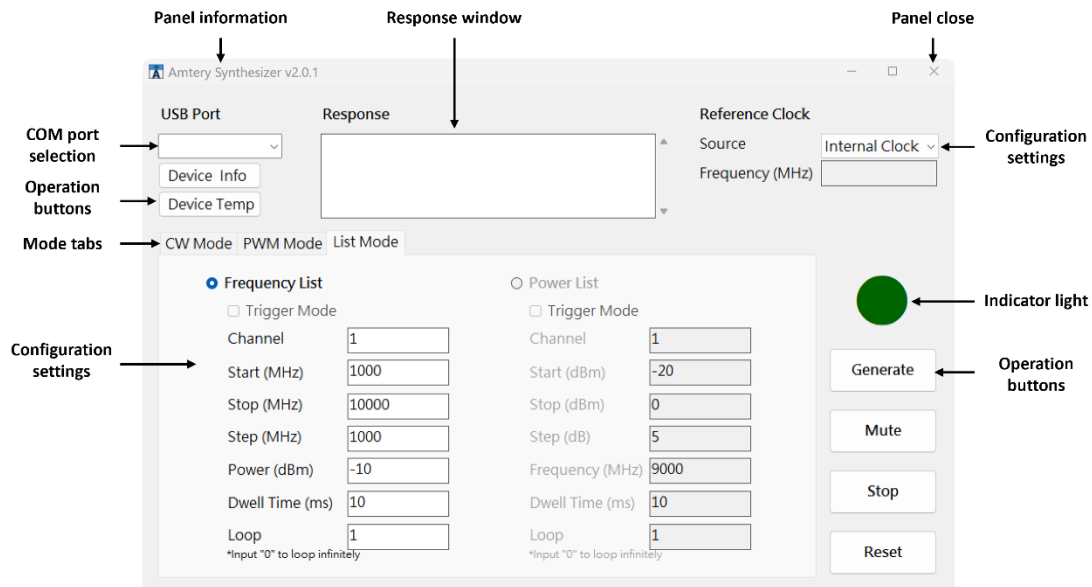 Panel information
Response window
Panel close
Amtery Synthesizer v2.0.1
USB Port
Response
Reference Clock
COM port
selection
Source
Internal Clock
Configuration
settings
Device Info
Frequency (MHz)
Operation
buttons
Device Temp
Mode tabs
CW Mode
PWM Mode
List Mode
Frequency List
Trigger Mode
Channel
1
Start (MHz)
1000
Stop (MHz)
10000
Step (MHz)
1000
Power (dBm)
-10
Dwell Time (ms)
10
Loop
1
*Input "0" to loop infinitely
Configuration
settings
Power List
Trigger Mode
Channel
1
Start (dBm)
-20
Stop (dBm)
0
Step (dB)
5
Frequency (MHz)
9000
Dwell Time (ms)
10
Loop
1
*Input "0" to loop infinitely
Indicator light
Generate
Operation
buttons
Mute
Stop
Reset